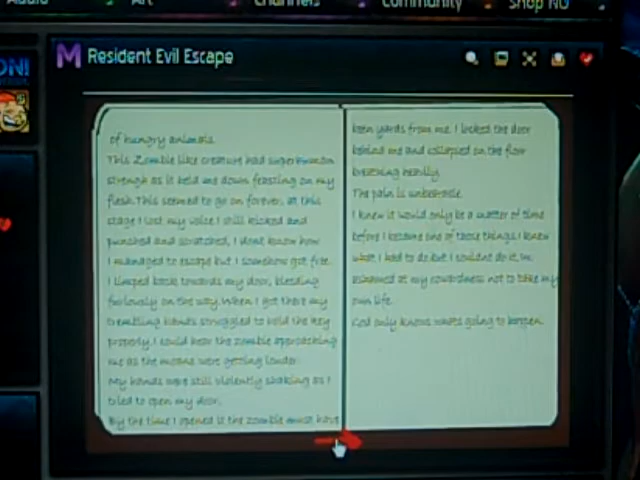 Audio Art Channels Community Shop NG
ON!
Resident Evil Escape
of hungry animals.
This Zombie like creature had superhuman
strengh as it held me down feasting on my
flesh. This seemed to go on forever, at this
stage I lost my voice I still kicked and
punched and scratched, I dont know how
I managed to escape but I somehow got free.
I limped back towards my door, bleeding
furiously on the way. When I got there my
trembling hands struggled to hold the key
properly. I could hear the zombie approaching
me as the moans were getting louder.
My hands were still violently shaking as I
tried to open my door.
By the time I opened it the zombie must have
been yards from me. I locked the door
behind me and collapsed on the floor
breathing heavily.
The pain is unbearable.
I knew it would only be a matter of time
before I became one of those things. I knew
what I had to do but I couldnt do it. Im
ashamed at my cowardness not to take my
own life.
God only knows whats going to happen.